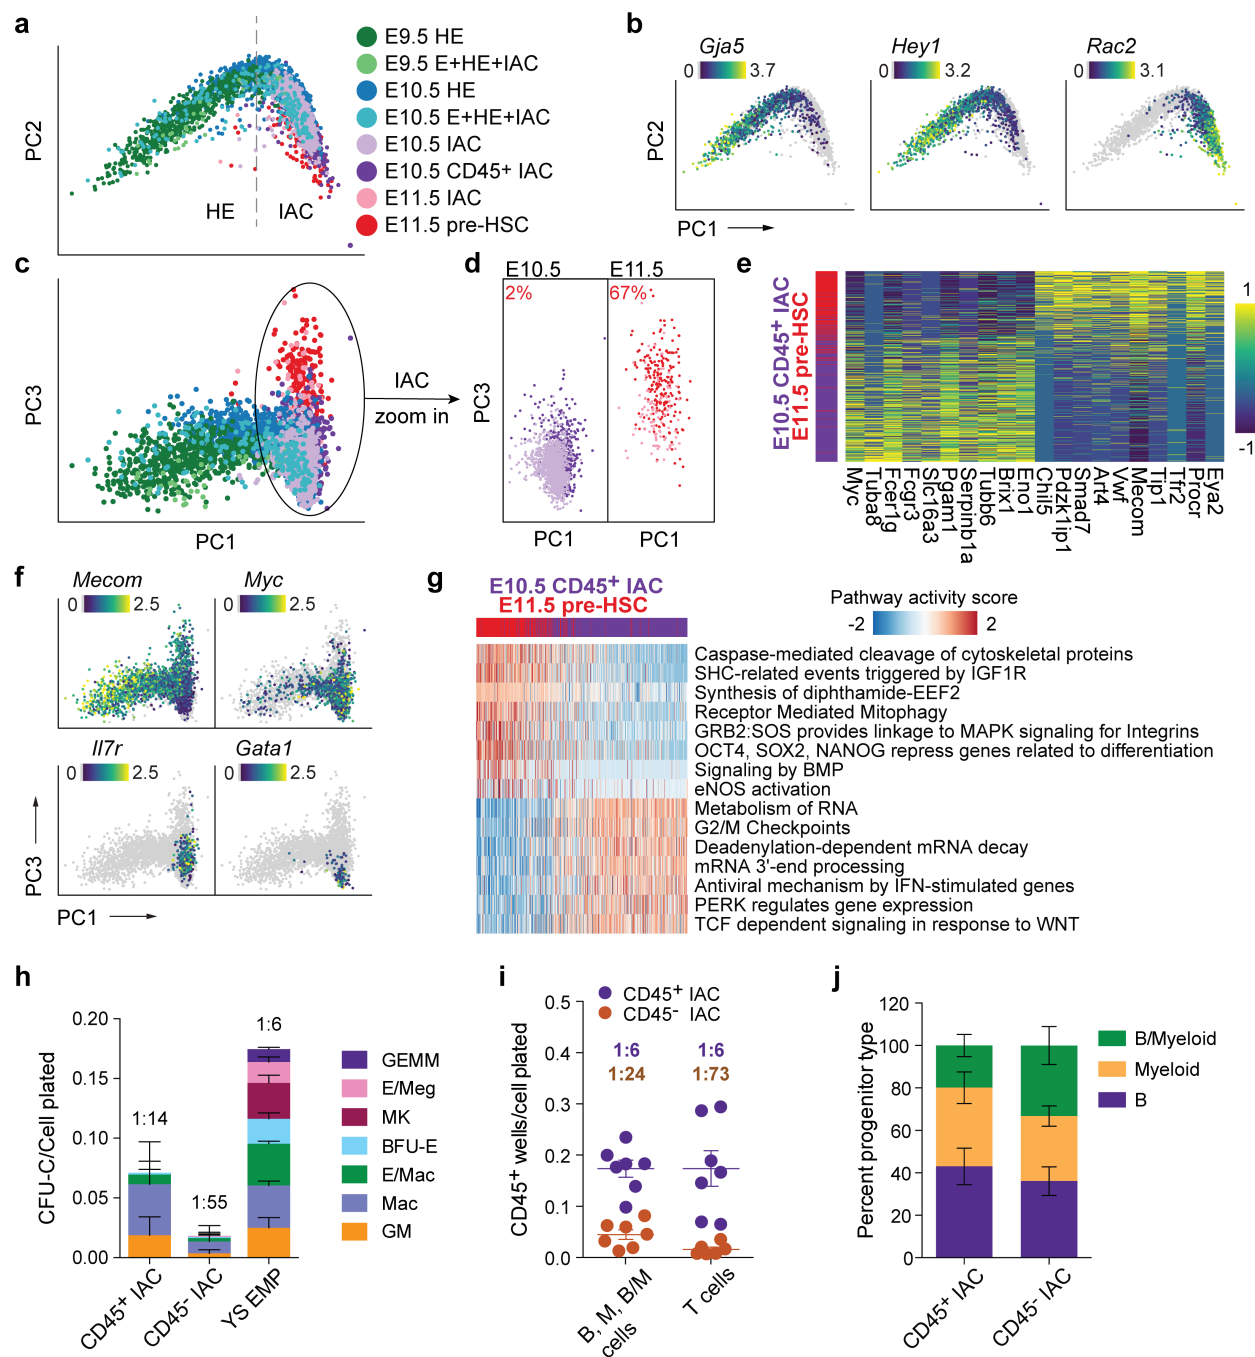 a
E9.5 HE
E9.5 E+HE+IAC
E10.5 HE
E10.5 E+HE+IAC
E10.5 IAC
E10.5 CD45+ IAC
E11.5 IAC
E11.5 pre-HSC
PC2
HE
IAC
b
Gja5
0 3.7
Hey1
0 3.2
Rac2
0 3.1
PC2
PC1
c
PC3
PC1
IAC
zoom in
d
E10.5
E11.5
2%
67%
PC3
PC1
PC1
e
E10.5 CD45+ IAC
E11.5 pre-HSC
1
-1
Myc
Tuba8
Fcer1g
Fcgr3
Slc16a3
Pgam1
Serpinb1a
Tubb6
Brix1
Eno1
Chil5
Pdzk1ip1
Smad7
Art4
Vwf
Mecom
Tip1
Tfr2
Procr
Eya2
f
Mecom
0 2.5
Myc
0 2.5
Il7r
0 2.5
Gata1
0 2.5
PC3
PC1
g
E10.5 CD45+ IAC
E11.5 pre-HSC
Pathway activity score
-2 2
Caspase-mediated cleavage of cytoskeletal proteins
SHC-related events triggered by IGF1R
Synthesis of diphthamide-EEF2
Receptor Mediated Mitophagy
GRB2:SOS provides linkage to MAPK signaling for Integrins
OCT4, SOX2, NANOG repress genes related to differentiation
Signaling by BMP
eNOS activation
Metabolism of RNA
G2/M Checkpoints
Deadenylation-dependent mRNA decay
mRNA 3'-end processing
Antiviral mechanism by IFN-stimulated genes
PERK regulates gene expression
TCF dependent signaling in response to WNT
h
CFU-C/Cell plated
0.20
0.15
0.10
0.05
0.00
1:14
1:55
1:6
CD45+ IAC
CD45- IAC
YS EMP
GEMM
E/Meg
MK
BFU-E
E/Mac
Mac
GM
i
CD45+ IAC
CD45- IAC
CD45+ wells/cell plated
0.5
0.4
0.3
0.2
0.1
0.0
1:6
1:24
1:6
1:73
B, M, B/M
cells
T cells
j
Percent progenitor type
120
100
80
60
40
20
0
CD45+ IAC
CD45- IAC
B/Myeloid
Myeloid
B